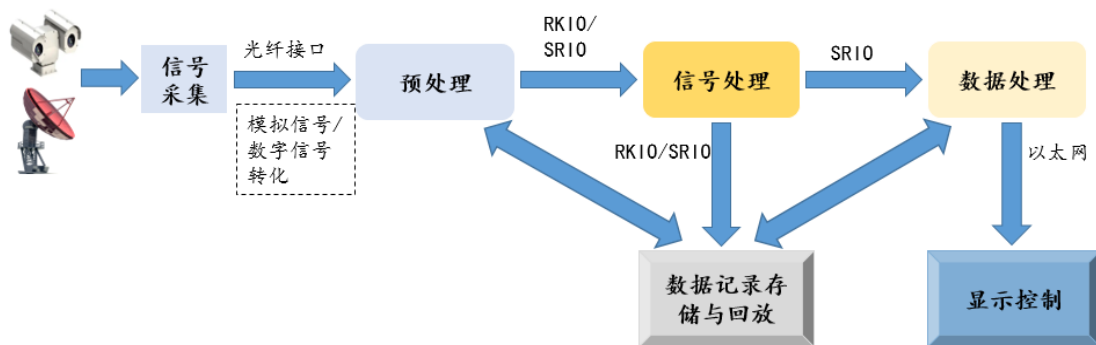 信号
采集
光纤接口
模拟信号/
数字信号
转化
预处理
RKIO/
SRIO
信号处理
SRIO
数据处理
RKIO/SRIO
以太网
数据记录存
储与回放
显示控制